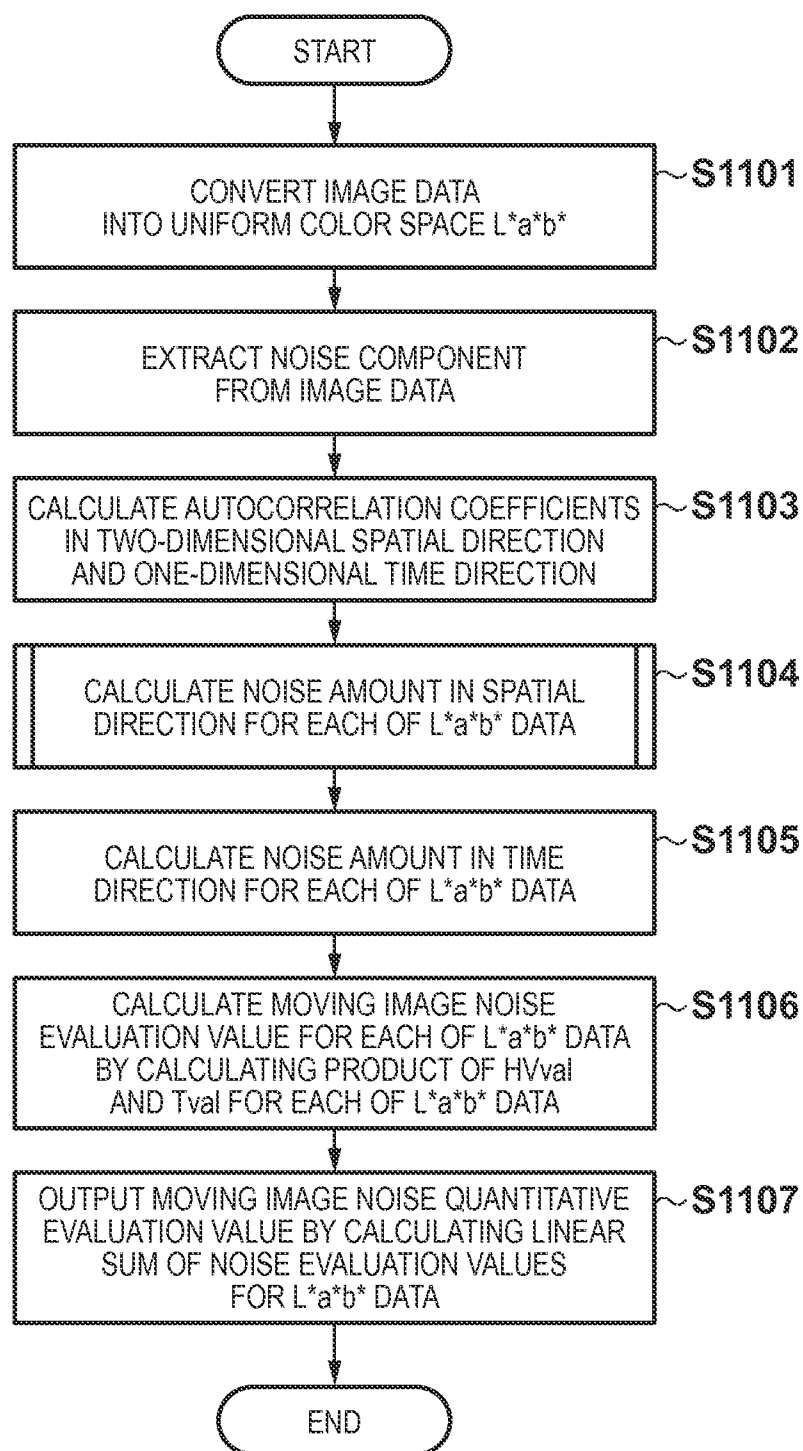 START
CONVERT IMAGE DATA
INTO UNIFORM COLOR SPACE L*a*b*
S1101
EXTRACT NOISE COMPONENT
FROM IMAGE DATA
S1102
CALCULATE AUTOCORRELATION COEFFICIENTS
IN TWO-DIMENSIONAL SPATIAL DIRECTION
AND ONE-DIMENSIONAL TIME DIRECTION
S1103
CALCULATE NOISE AMOUNT IN SPATIAL
DIRECTION FOR EACH OF L*a*b* DATA
S1104
CALCULATE NOISE AMOUNT IN TIME
DIRECTION FOR EACH OF L*a*b* DATA
S1105
CALCULATE MOVING IMAGE NOISE
EVALUATION VALUE FOR EACH OF L*a*b* DATA
BY CALCULATING PRODUCT OF HVval
AND Tval FOR EACH OF L*a*b* DATA
S1106
OUTPUT MOVING IMAGE NOISE QUANTITATIVE
EVALUATION VALUE BY CALCULATING LINEAR
SUM OF NOISE EVALUATION VALUES
FOR L*a*b* DATA
S1107
END